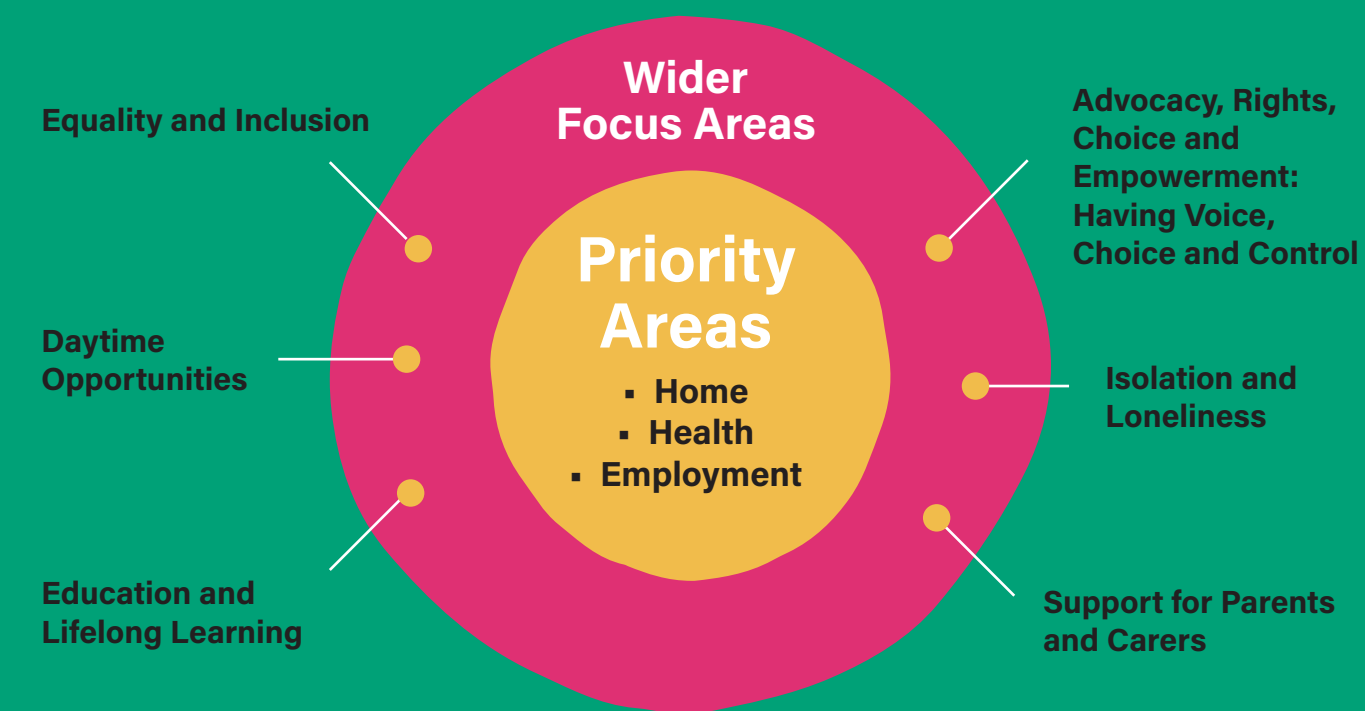 Wider
Focus Areas
Equality and Inclusion
Daytime
Opportunities
Education and
Lifelong Learning
Priority
Areas
▪ Home
▪ Health
▪ Employment
Advocacy, Rights,
Choice and
Empowerment:
Having Voice,
Choice and Control
Isolation and
Loneliness
Support for Parents
and Carers